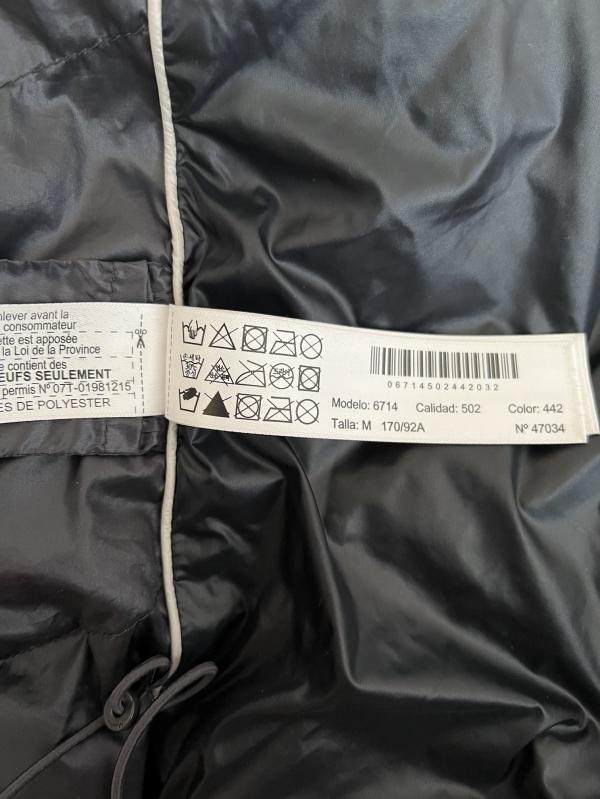 nlever avant la
consommateur
ette est apposée
la Loi de la Province
e contient des
EUFS SEULEMENT
permis Nº 07T-01981215
ES DE POLYESTER
06714502442032
Modelo: 6714 Calidad: 502 Color: 442
Talla: M 170/92A Nº 47034